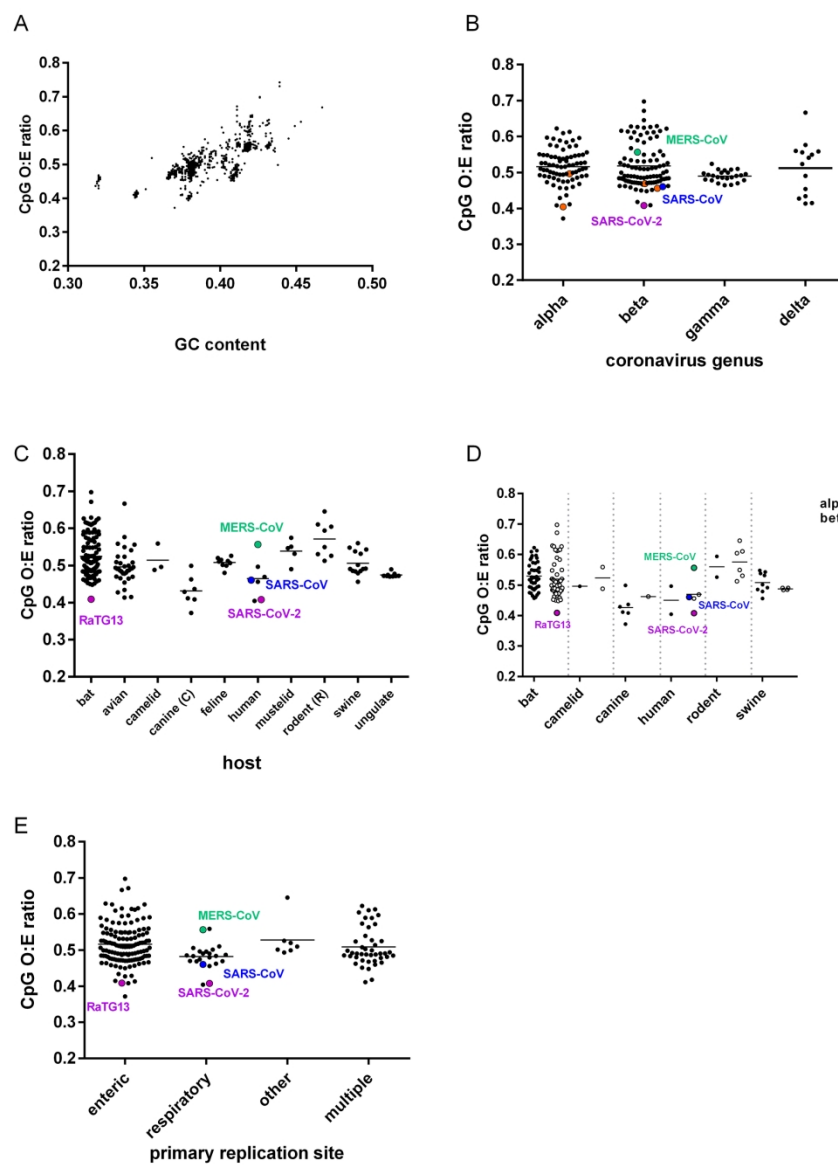 A
CpG O:E ratio
0.8
0.7
0.6
0.5
0.4
0.3
0.2
0.30
0.35
0.40
0.45
0.50
GC content
B
CpG O:E ratio
0.8
0.7
0.6
0.5
0.4
0.3
0.2
MERS-CoV
SARS-CoV
SARS-CoV-2
alpha
beta
gamma
delta
coronavirus genus
C
CpG O:E ratio
0.8
0.7
0.6
0.5
0.4
0.3
0.2
MERS-CoV
SARS-CoV
SARS-CoV-2
RaTG13
bat
avian
camelid
canine (C)
feline
human
mustelid
rodent (R)
swine
ungulate
host
D
CpG O:E ratio
0.8
0.7
0.6
0.5
0.4
0.3
0.2
MERS-CoV
SARS-CoV
SARS-CoV-2
RaTG13
bat
camelid
canine
human
rodent
swine
alp
bet
E
CpG O:E ratio
0.8
0.7
0.6
0.5
0.4
0.3
0.2
MERS-CoV
SARS-CoV
SARS-CoV-2
RaTG13
enteric
respiratory
other
multiple
primary replication site